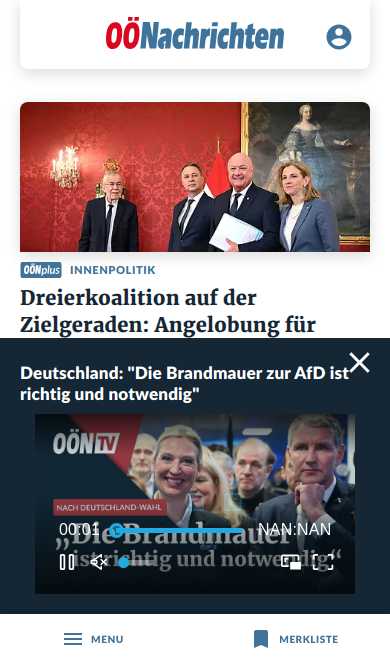 OÖNachrichten
OÖNplus INNENPOLITIK
Dreierkoalition auf der
Zielgeraden: Angelobung für
Deutschland: "Die Brandmauer zur AfD ist
richtig und notwendig"
OÖN TV
NACH DEUTSCHLAND-WAHL
00:01 NAN:NAN
„Die Brandmauer
ist richtig und notwendig“
MENU MERKLISTE